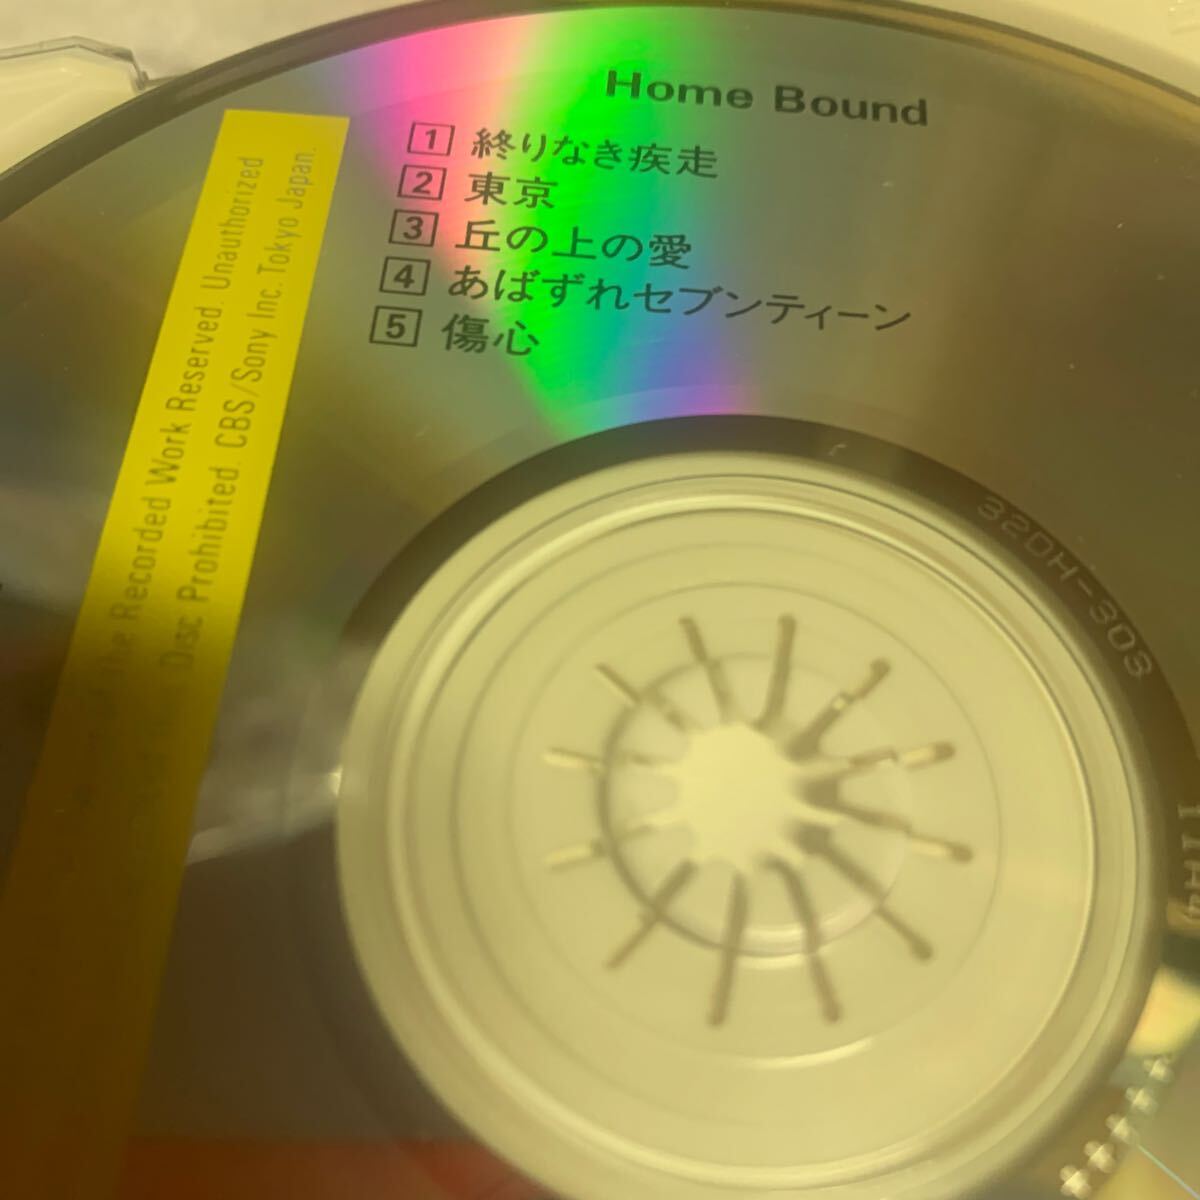 Home Bound
1 終りなき疾走
2 東京
3 丘の上の愛
4 あばずれセブンティーン
5 傷心
the Recorded Work Reserved. Unauthorized
Disc Prohibited. CBS/Sony Inc. Tokyo Japan.
32DH-303